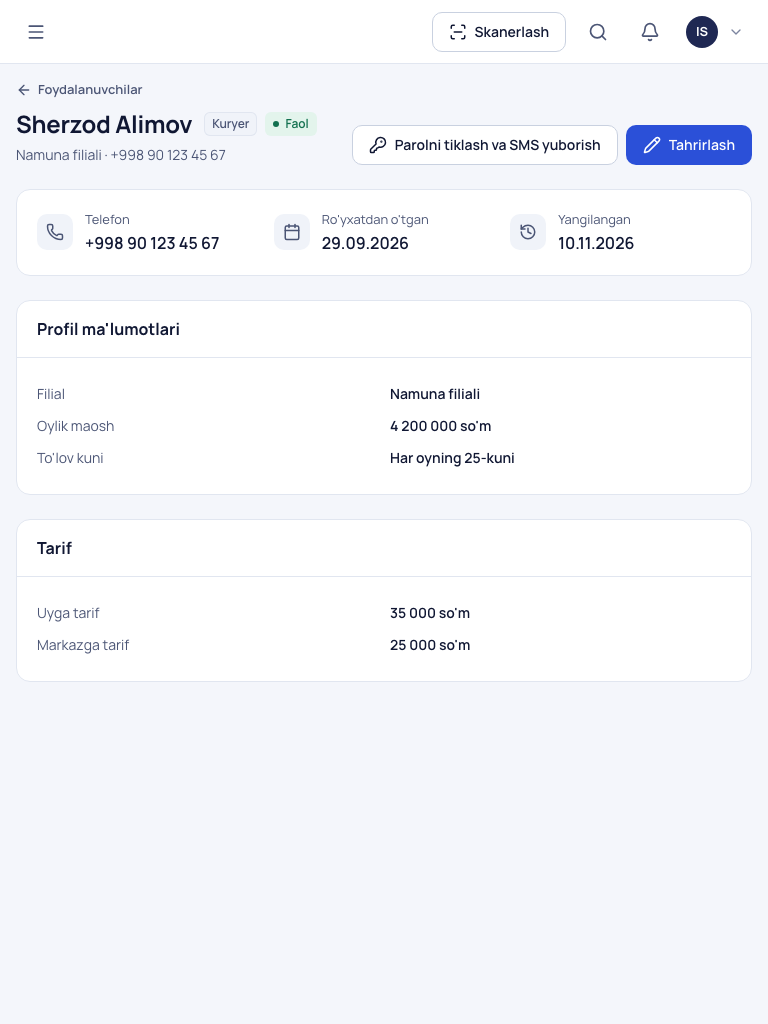 Skanerlash
IS
Foydalanuvchilar
Sherzod Alimov Kuryer Faol
Namuna filiali · +998 90 123 45 67
Parolni tiklash va SMS yuborish
Tahrirlash
Telefon
+998 90 123 45 67
Ro'yxatdan o'tgan
29.09.2026
Yangilangan
10.11.2026
Profil ma'lumotlari
Filial Namuna filiali
Oylik maosh 4 200 000 so'm
To'lov kuni Har oyning 25-kuni
Tarif
Uyga tarif 35 000 so'm
Markazga tarif 25 000 so'm